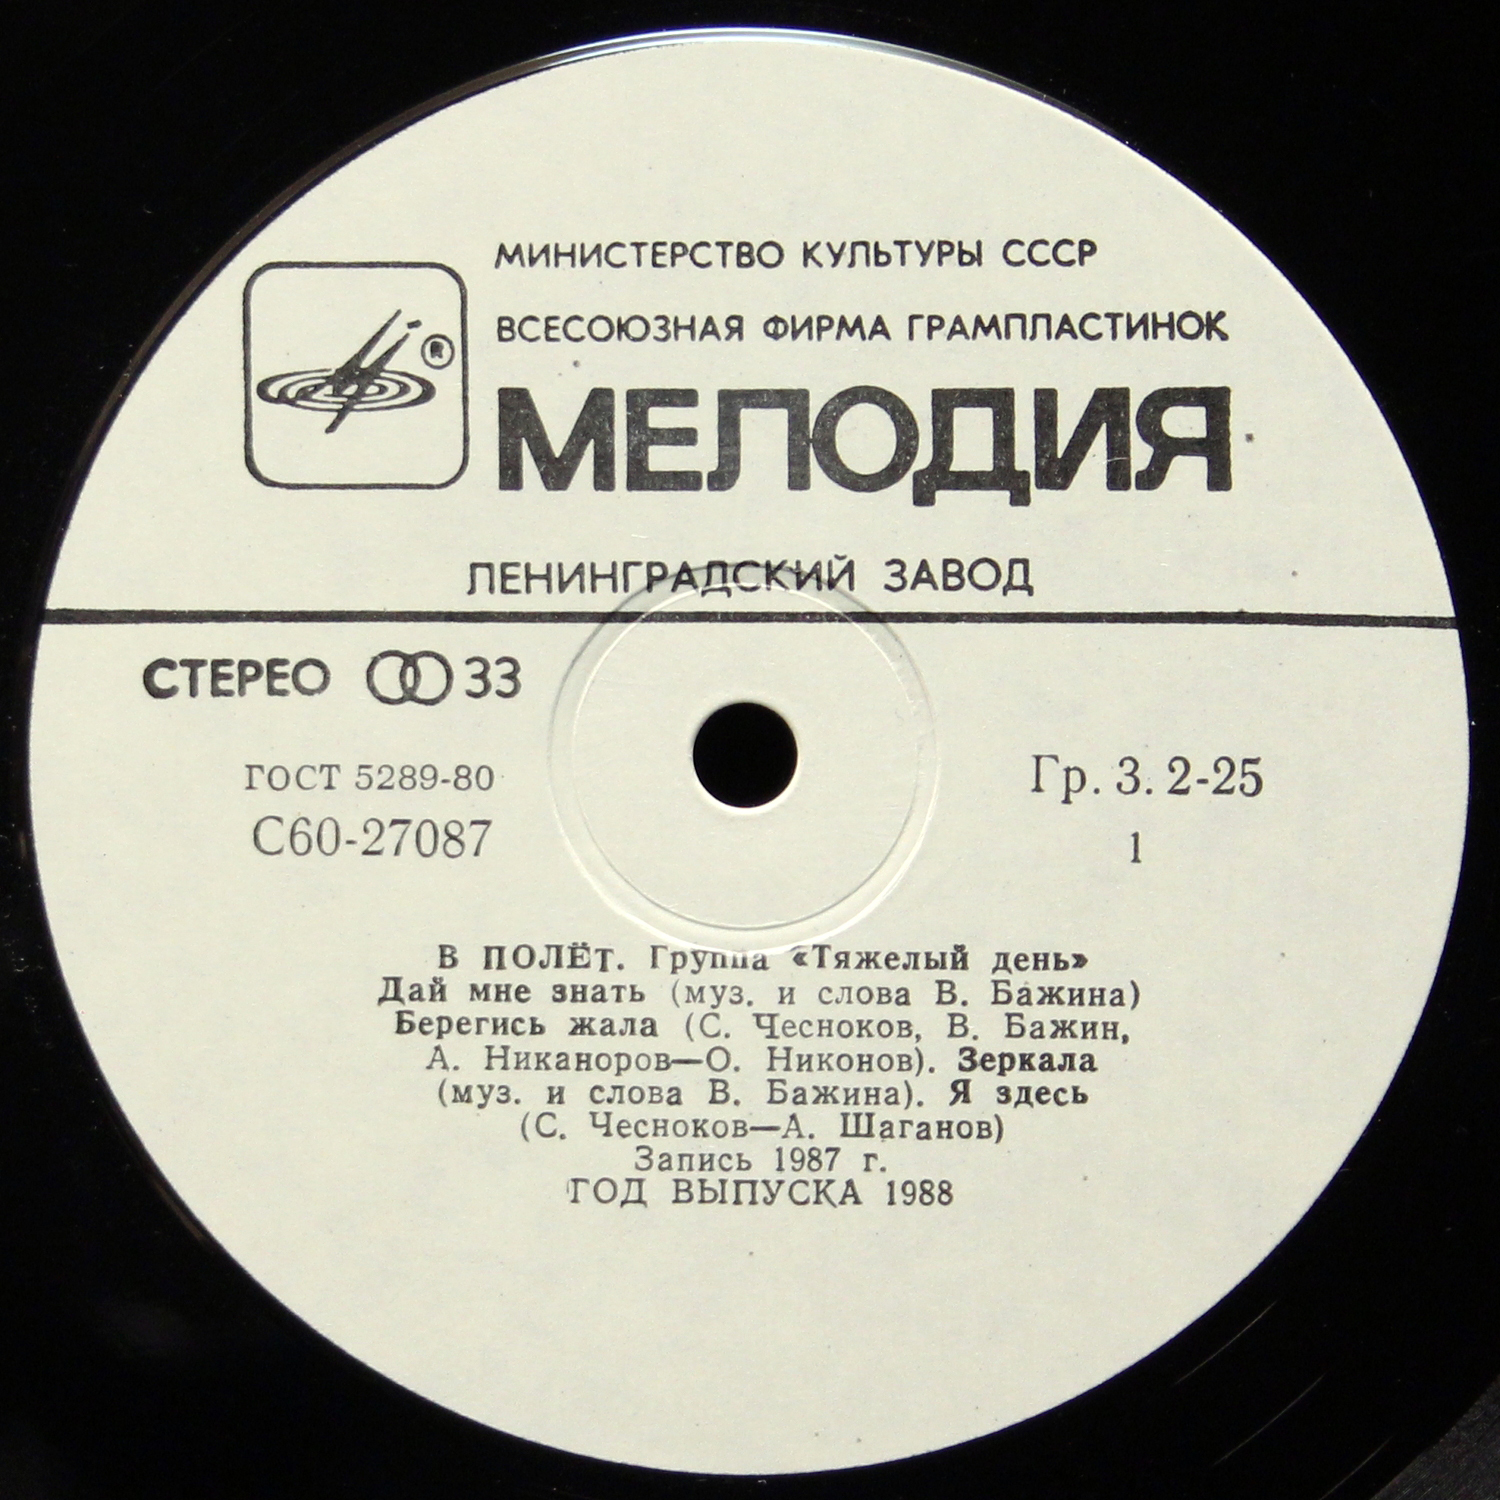 МИНИСТЕРСТВО КУЛЬТУРЫ СССР
ВСЕСОЮЗНАЯ ФИРМА ГРАМПЛАСТИНОК
®
МЕЛОДИЯ
ЛЕНИНГРАДСКИЙ ЗАВОД
СТЕРЕО 33
ГОСТ 5289-80
Гр. 3. 2-25
С60-27087
1
В ПОЛЁТ. Группа «Тяжелый день»
Дай мне знать (муз. и слова В. Бажина)
Берегись жала (С. Чесноков, В. Бажин,
А. Никаноров—О. Никонов). Зеркала
(муз. и слова В. Бажина). Я здесь
(С. Чесноков—А. Шаганов)
Запись 1987 г.
ГОД ВЫПУСКА 1988